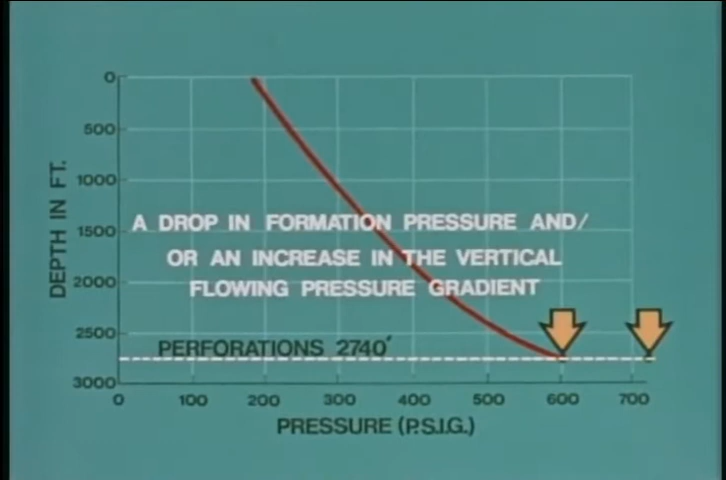 0
500
1000
1500
2000
2500
3000
DEPTH IN FT.
A DROP IN FORMATION PRESSURE AND/
OR AN INCREASE IN THE VERTICAL
FLOWING PRESSURE GRADIENT
PERFORATIONS 2740'
0 100 200 300 400 500 600 700
PRESSURE (P.S.I.G.)